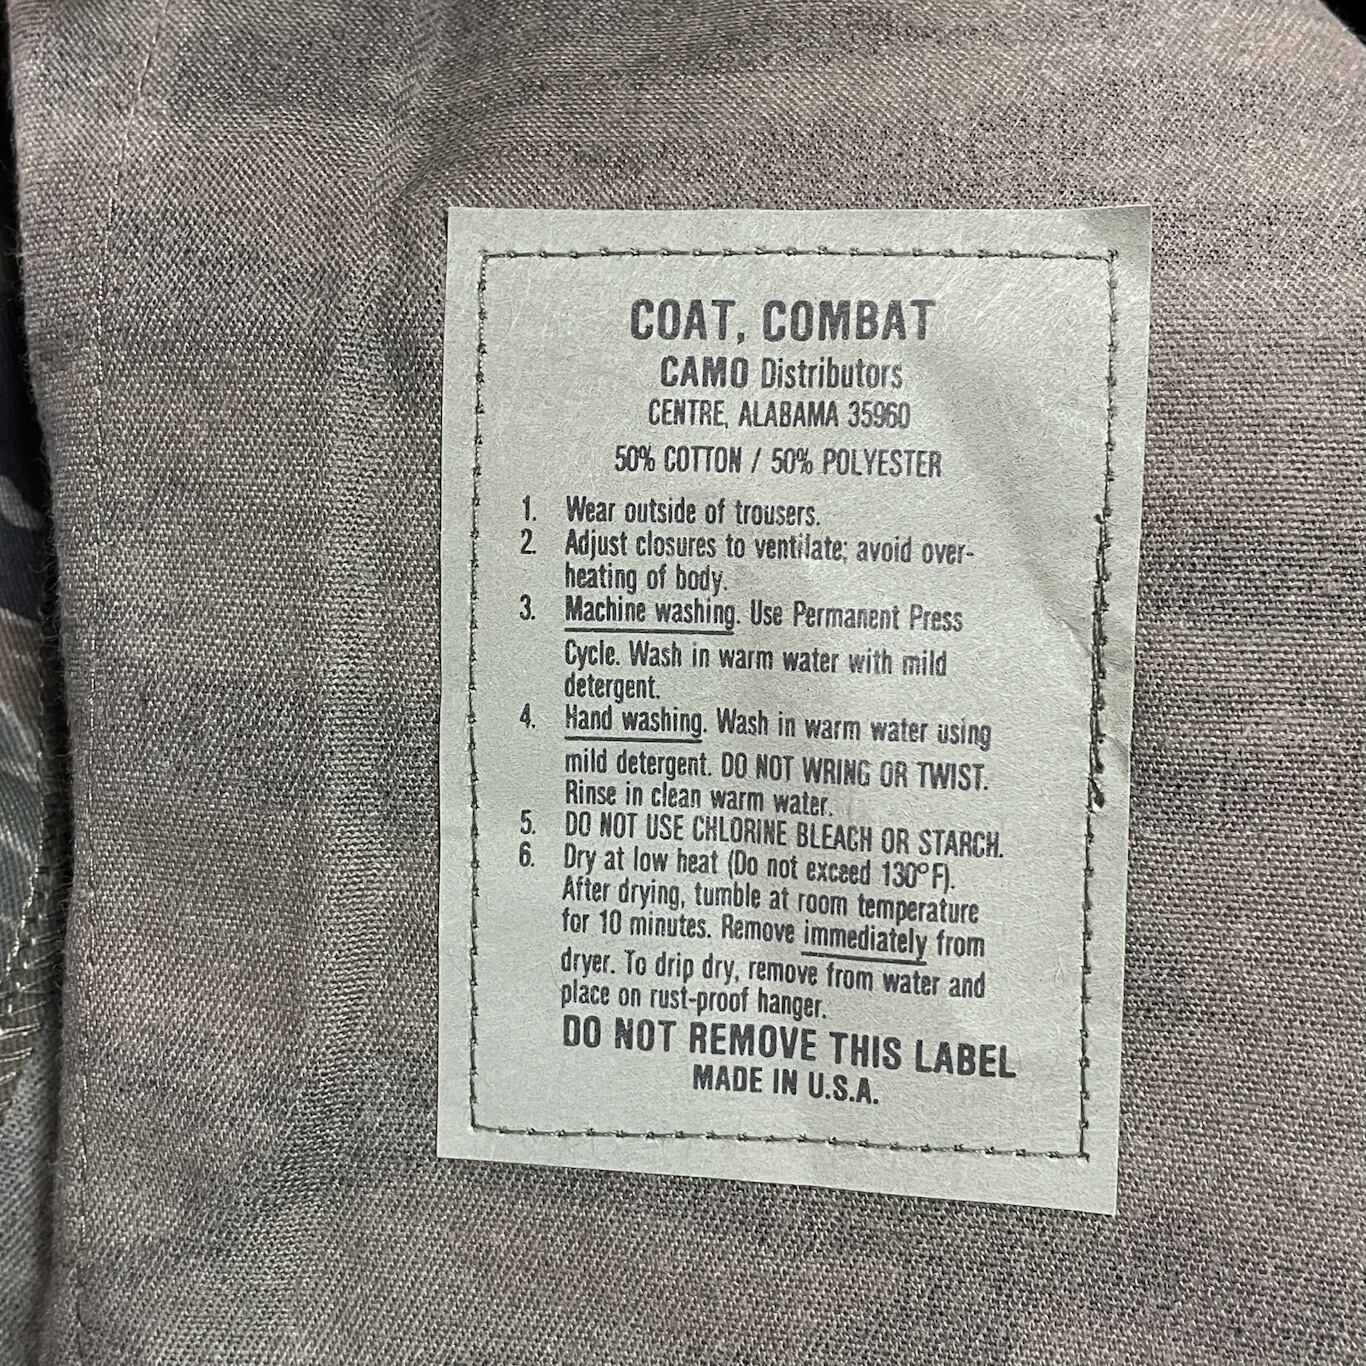 COAT, COMBAT
CAMO Distributors
CENTRE, ALABAMA 35960
50% COTTON / 50% POLYESTER
1. Wear outside of trousers.
2. Adjust closures to ventilate; avoid over-
heating of body.
3. Machine washing. Use Permanent Press
Cycle. Wash in warm water with mild
detergent.
4. Hand washing. Wash in warm water using
mild detergent. DO NOT WRING OR TWIST.
Rinse in clean warm water.
5. DO NOT USE CHLORINE BLEACH OR STARCH.
6. Dry at low heat (Do not exceed 130°F).
After drying, tumble at room temperature
for 10 minutes. Remove immediately from
dryer. To drip dry, remove from water and
place on rust-proof hanger.
DO NOT REMOVE THIS LABEL
MADE IN U.S.A.